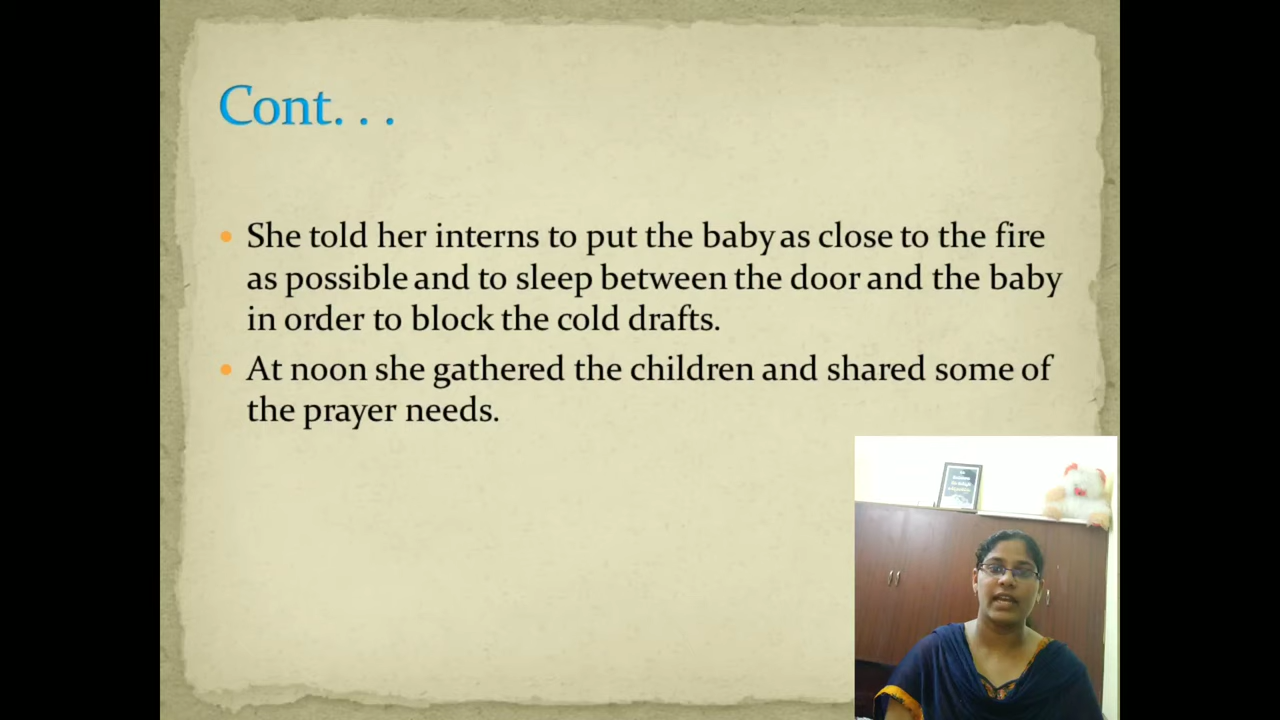 Cont. . .
• She told her interns to put the baby as close to the fire
as possible and to sleep between the door and the baby
in order to block the cold drafts.
• At noon she gathered the children and shared some of
the prayer needs.